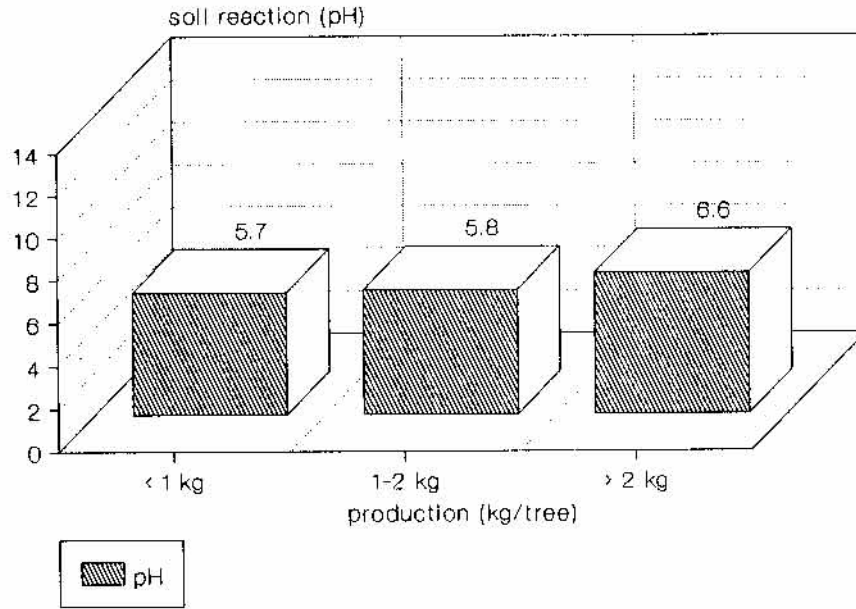 soil reaction (pH)
14
12
10
8
6
4
2
0
5.7
5.8
6.6
< 1 kg
1-2 kg
> 2 kg
production (kg/tree)
pH